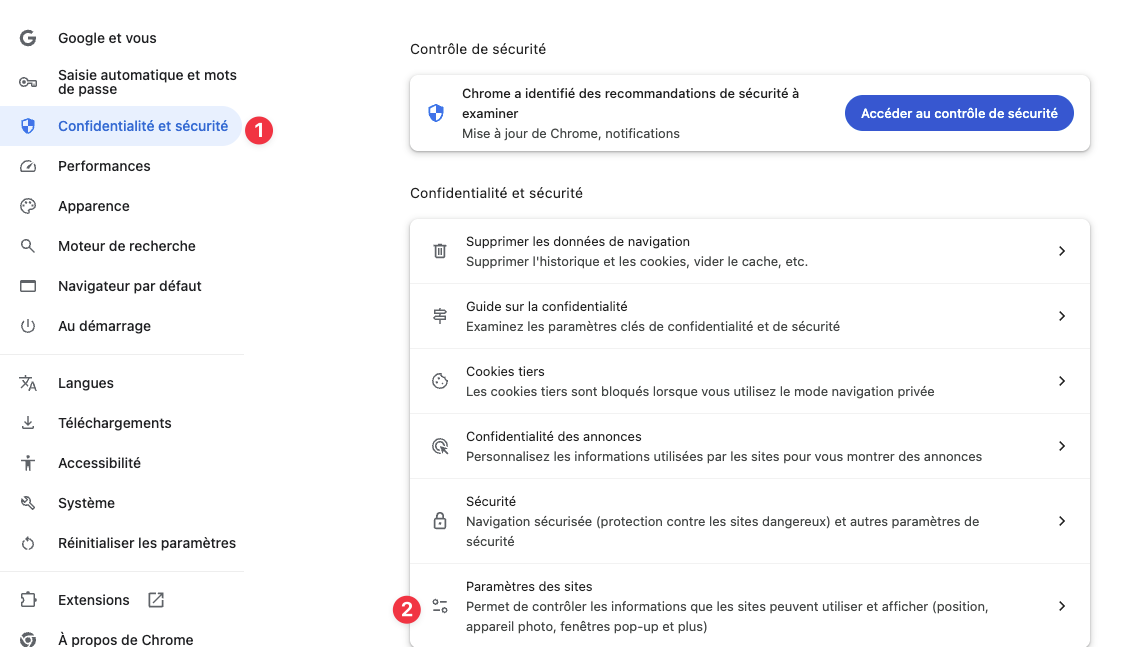 Google et vous
Saisie automatique et mots
de passe
Confidentialité et sécurité
1
Performances
Apparence
Moteur de recherche
Navigateur par défaut
Au démarrage
Langues
Téléchargements
Accessibilité
Système
Réinitialiser les paramètres
Extensions
À propos de Chrome
Contrôle de sécurité
Chrome a identifié des recommandations de sécurité à
examiner
Mise à jour de Chrome, notifications
Accéder au contrôle de sécurité
Confidentialité et sécurité
Supprimer les données de navigation
Supprimer l'historique et les cookies, vider le cache, etc.
Guide sur la confidentialité
Examinez les paramètres clés de confidentialité et de sécurité
Cookies tiers
Les cookies tiers sont bloqués lorsque vous utilisez le mode navigation privée
Confidentialité des annonces
Personnalisez les informations utilisées par les sites pour vous montrer des annonces
Sécurité
Navigation sécurisée (protection contre les sites dangereux) et autres paramètres de
sécurité
2
Paramètres des sites
Permet de contrôler les informations que les sites peuvent utiliser et afficher (position,
appareil photo, fenêtres pop-up et plus)